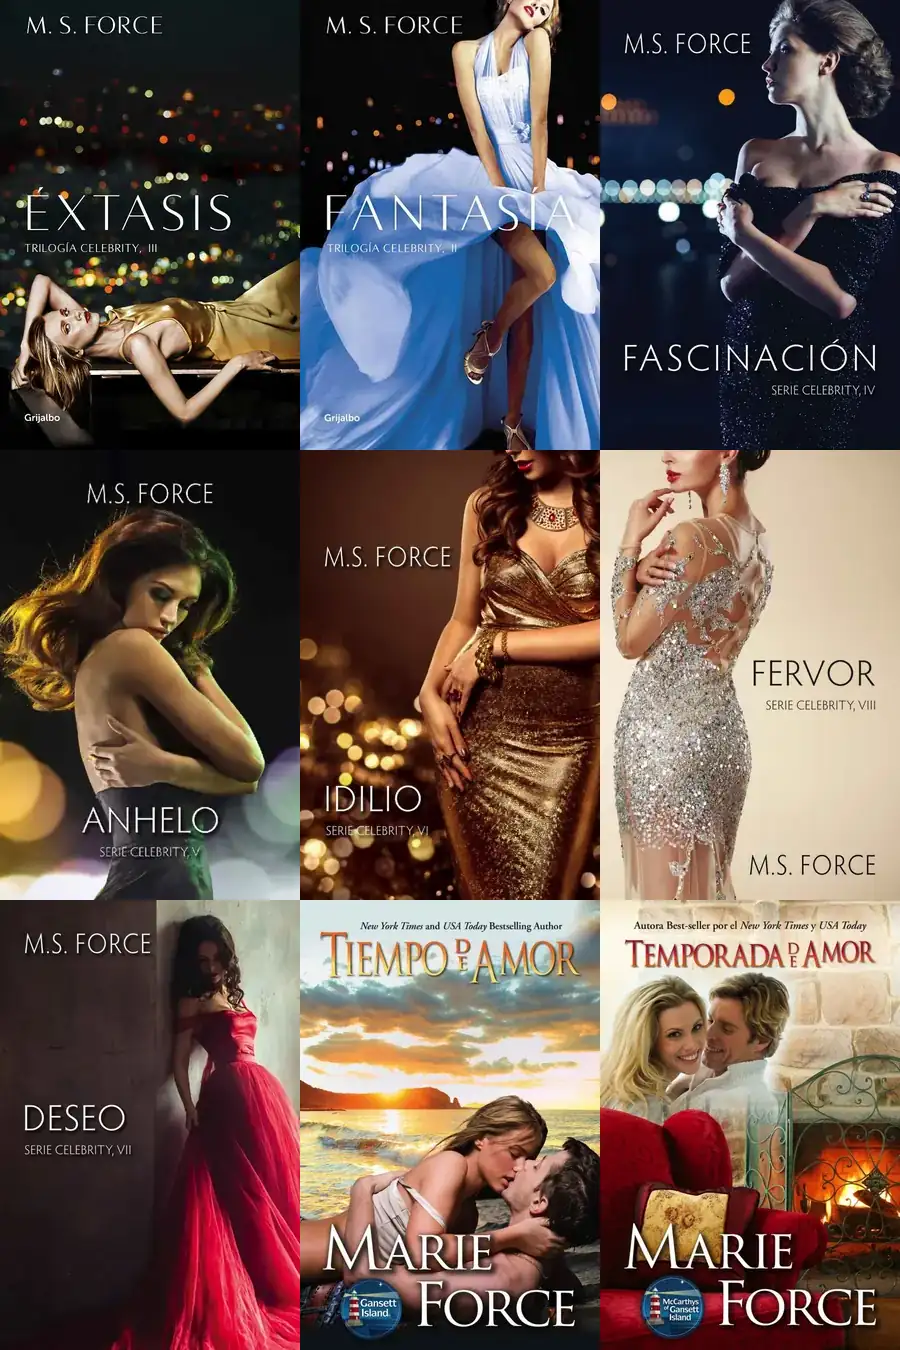 M. S. FORCE
ÉXTASIS
TRILOGÍA CELEBRITY, III
Grijalbo
M. S. FORCE
FANTASÍA
TRILOGÍA CELEBRITY, II
Grijalbo
M.S. FORCE
FASCINACIÓN
SERIE CELEBRITY, IV
M.S. FORCE
ANHELO
SERIE CELEBRITY, V
M.S. FORCE
IDILIO
SERIE CELEBRITY, VI
FERVOR
SERIE CELEBRITY, VIII
M.S. FORCE
M.S. FORCE
DESEO
SERIE CELEBRITY, VII
New York Times and USA Today Bestselling Author
TIEMPO DE AMOR
MARIE
FORCE
Gansett
Island
Autora Best-seller por el New York Times y USA Today
TEMPORADA DE AMOR
MARIE
FORCE
McCarthys
of Gansett
Island